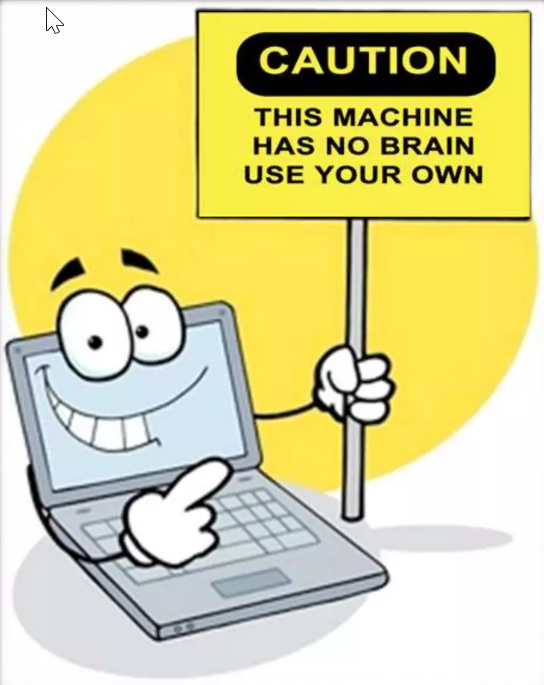 CAUTION
THIS MACHINE
HAS NO BRAIN
USE YOUR OWN